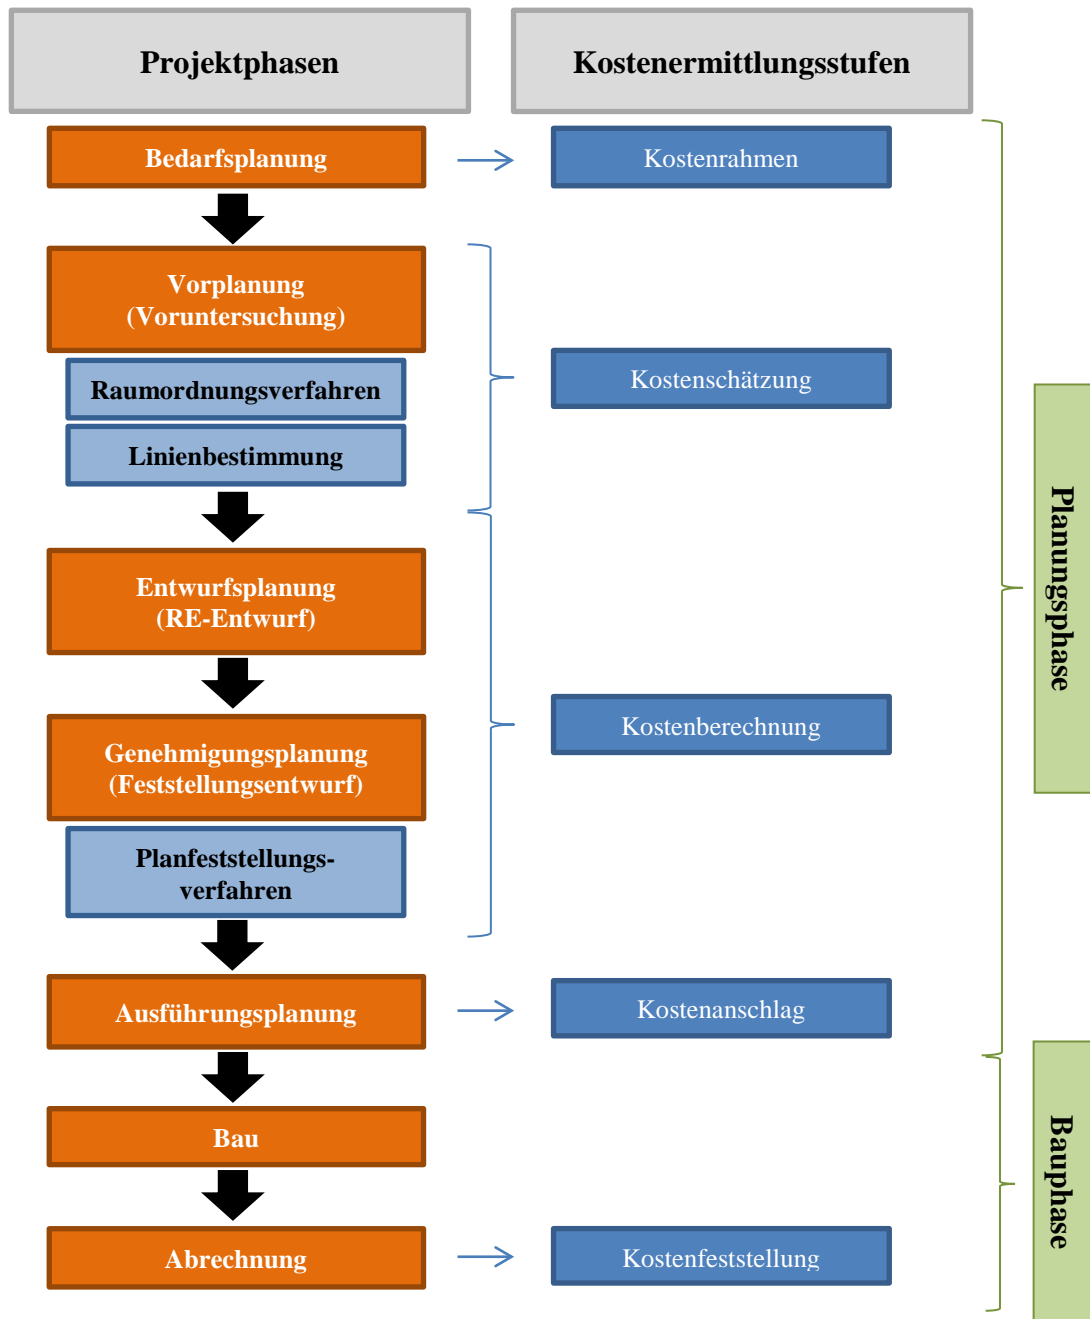 Projektphasen
Kostenermittlungsstufen
Bedarfsplanung
Kostenrahmen
Vorplanung
(Voruntersuchung)
Raumordnungsverfahren
Kostenschätzung
Linienbestimmung
Entwurfsplanung
(RE-Entwurf)
Genehmigungsplanung
(Feststellungsentwurf)
Kostenberechnung
Planfeststellungs-
verfahren
Ausführungsplanung
Kostenanschlag
Bau
Abrechnung
Kostenfeststellung
Planungsphase
Bauphase